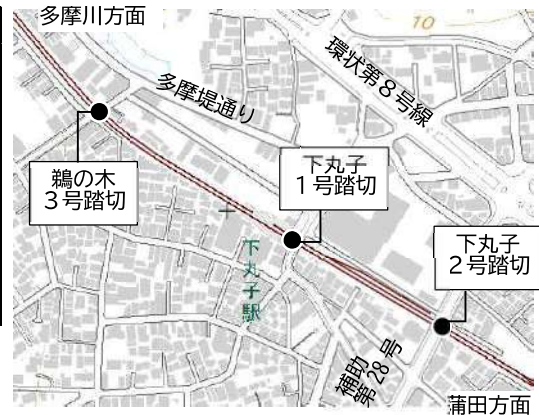 多摩川方面
10
環状第8号線
多摩堤通り
鵜の木
3号踏切
下丸子
1号踏切
下丸子
2号踏切
下丸子駅
補助
第28号
蒲田方面